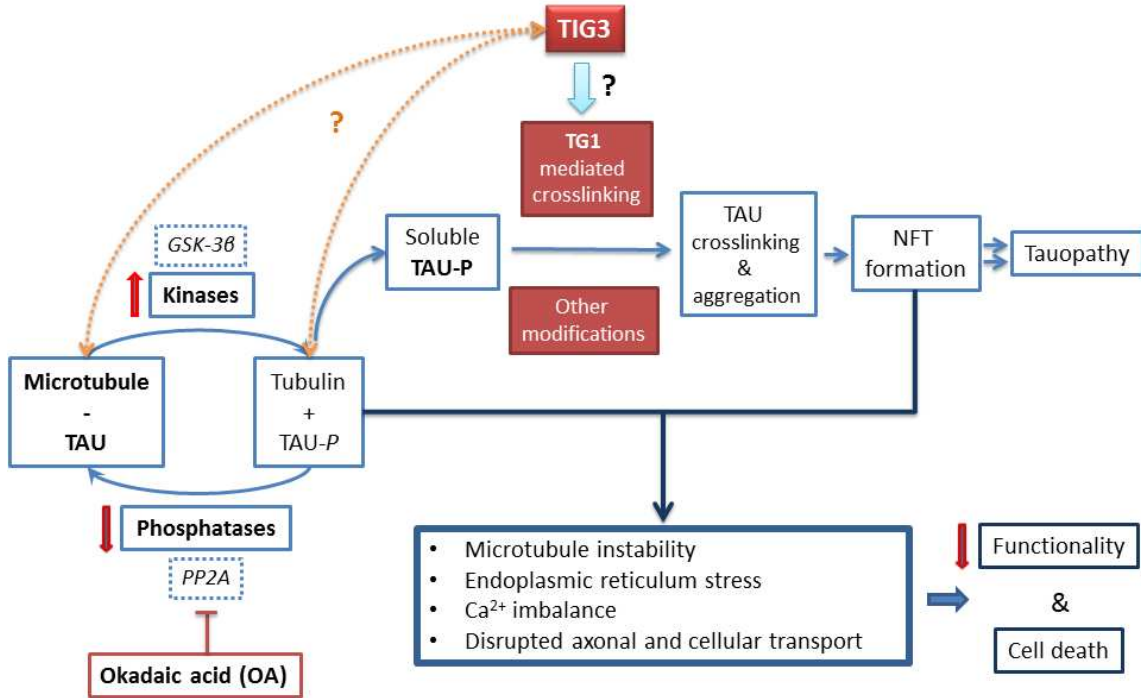 TIG3
?
?
TG1
mediated
crosslinking
GSK-3β
Kinases
Soluble
TAU-P
TAU
crosslinking
&
aggregation
NFT
formation
Tauopathy
Other
modifications
Microtubule
-
TAU
Tubulin
+
TAU-P
Phosphatases
PP2A
Okadaic acid (OA)
• Microtubule instability
• Endoplasmic reticulum stress
• Ca²⁺ imbalance
• Disrupted axonal and cellular transport
Functionality
&
Cell death